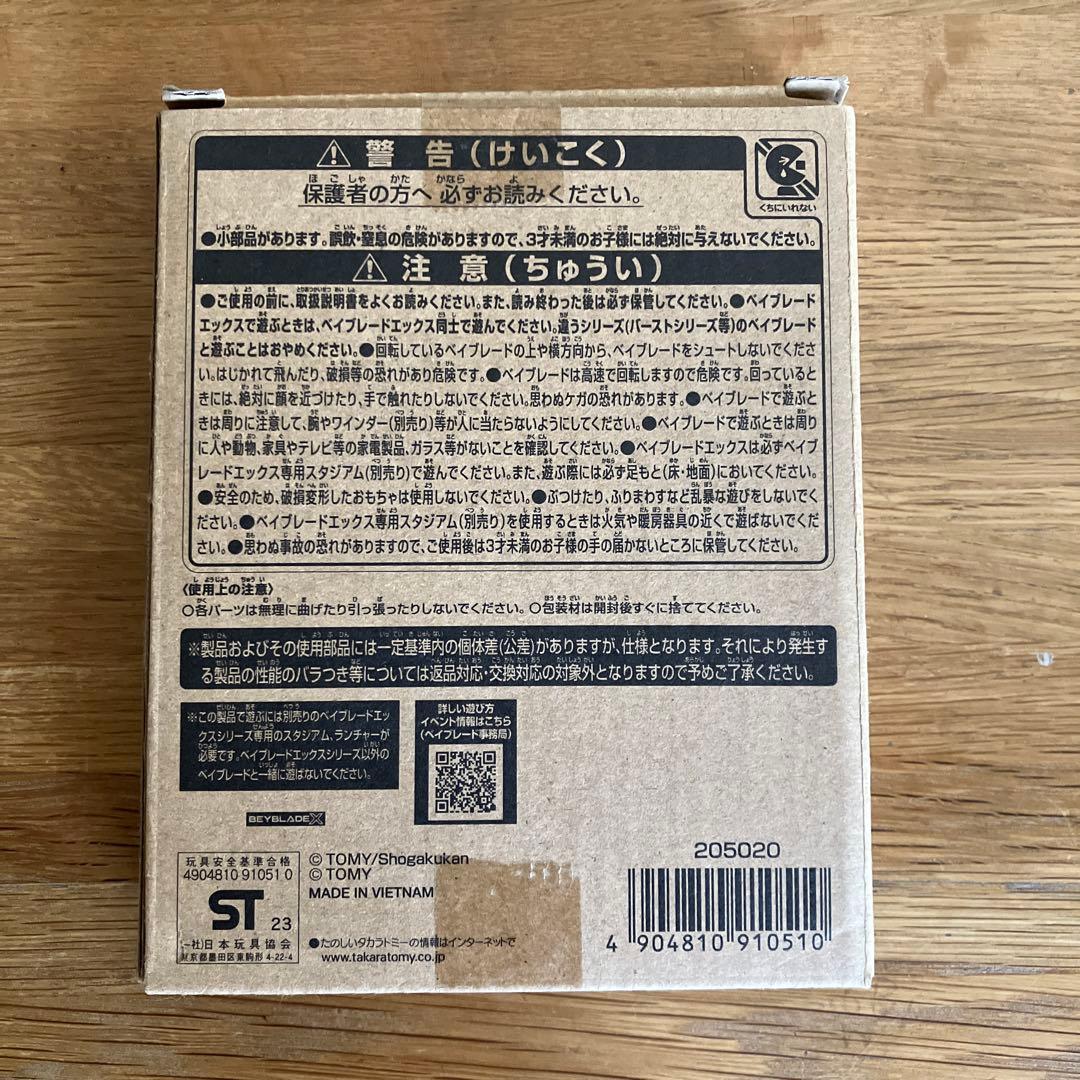 ⚠ 警告(けいこく)
保護者の方へ 必ずお読みください。
くちにいれない
●小部品があります。誤飲・窒息の危険がありますので、3才未満のお子様には絶対に与えないでください。
⚠ 注意(ちゅうい)
●ご使用の前に、取扱説明書をよくお読みください。また、読み終わった後は必ず保管してください。●ベイブレード
エックスで遊ぶときは、ベイブレードエックス同士で遊んでください。違うシリーズ(バーストシリーズ等)のベイブレード
と遊ぶことはおやめください。●回転しているベイブレードの上や横方向から、ベイブレードをシュートしないでくださ
い。はじかれて飛んだり、破損等の恐れがあり危険です。●ベイブレードは高速で回転しますので危険です。回っていると
きには、絶対に顔を近づけたり、手で触れたりしないでください。思わぬケガの恐れがあります。●ベイブレードで遊ぶと
きは周りに注意して、腕やワインダー(別売り)等が人に当たらないようにしてください。●ベイブレードで遊ぶときは周り
に人や動物、家具やテレビ等の家電製品、ガラス等がないことを確認してください。●ベイブレードエックスは必ずベイブ
レードエックス専用スタジアム(別売り)で遊んでください。また、遊ぶ際には必ず足もと(床・地面)においてください。
●安全のため、破損変形したおもちゃは使用しないでください。●ぶつけたり、ふりまわすなど乱暴な遊びをしないでく
ださい。●ベイブレードエックス専用スタジアム(別売り)を使用するときは火気や暖房器具の近くで遊ばないでくだ
さい。●思わぬ事故の恐れがありますので、ご使用後は3才未満のお子様の手の届かないところに保管してください。
〈使用上の注意〉
○各パーツは無理に曲げたり引っ張ったりしないでください。○包装材は開封後すぐに捨ててください。
※製品およびその使用部品には一定基準内の個体差(公差)がありますが、仕様となります。それにより発生す
る製品の性能のバラつき等については返品対応・交換対応の対象外となりますので予めご了承ください。
※この製品で遊ぶには別売りのベイブレードエッ
クスシリーズ専用のスタジアム、ランチャーが
必要です。ベイブレードエックスシリーズ以外の
ベイブレードと一緒に遊ばないでください。
詳しい遊び方
イベント情報はこちら
(ベイブレード事務局)
BEYBLADE X
玩具安全基準合格
4904810 91051 0
ST 23
一社)日本玩具協会
東京都墨田区東駒形 4-22-4
© TOMY/Shogakukan
© TOMY
MADE IN VIETNAM
●たのしいタカラトミーの情報はインターネットで
www.takaratomy.co.jp
205020
4 904810 910510